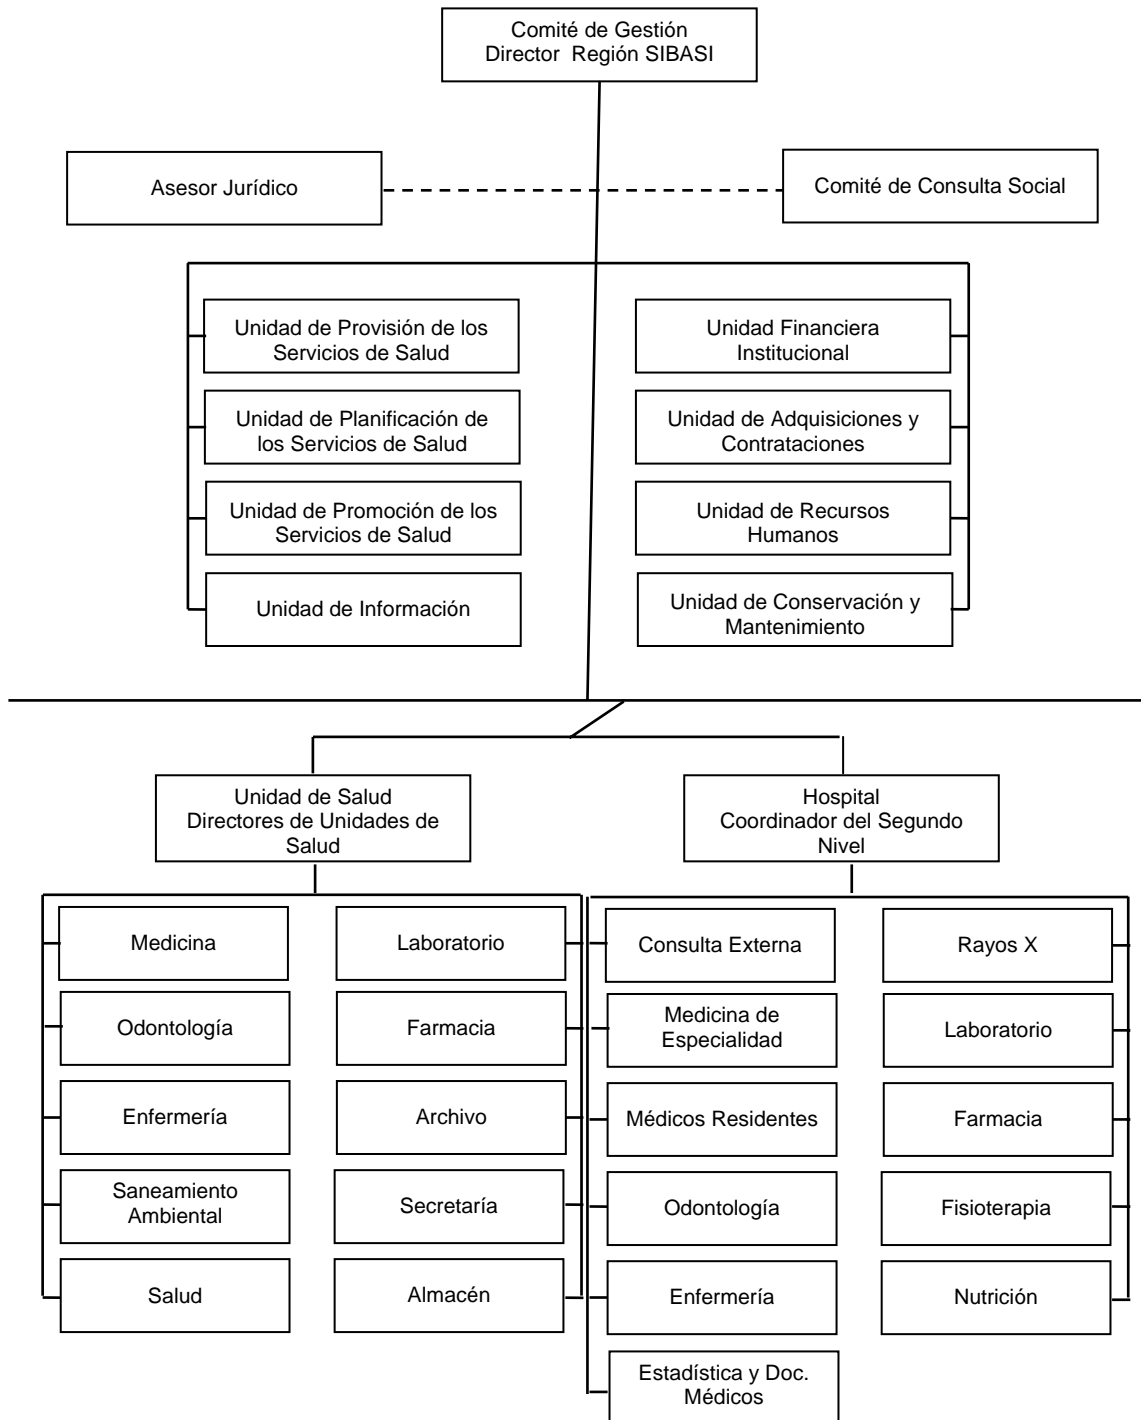 Comité de Gestión
Director Región SIBASI
Asesor Jurídico
Comité de Consulta Social
Unidad de Provisión de los
Servicios de Salud
Unidad Financiera
Institucional
Unidad de Planificación de
los Servicios de Salud
Unidad de Adquisiciones y
Contrataciones
Unidad de Promoción de los
Servicios de Salud
Unidad de Recursos
Humanos
Unidad de Información
Unidad de Conservación y
Mantenimiento
Unidad de Salud
Directores de Unidades de
Salud
Hospital
Coordinador del Segundo
Nivel
Medicina
Laboratorio
Consulta Externa
Rayos X
Odontología
Farmacia
Medicina de
Especialidad
Laboratorio
Enfermería
Archivo
Médicos Residentes
Farmacia
Saneamiento
Ambiental
Secretaría
Odontología
Fisioterapia
Salud
Almacén
Enfermería
Nutrición
Estadística y Doc.
Médicos